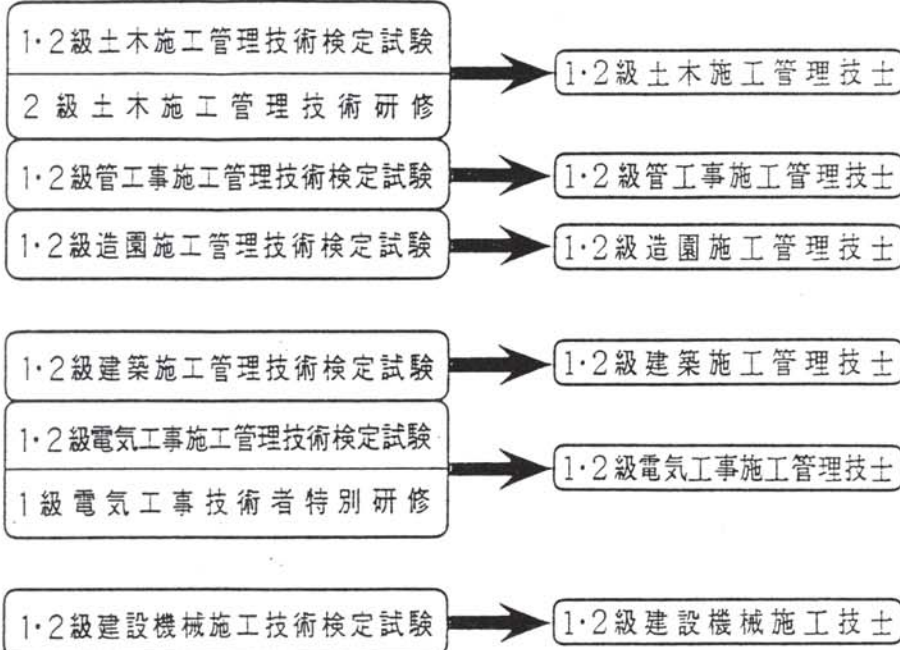 1・2級土木施工管理技術検定試験
1・2級土木施工管理技士
2級土木施工管理技術研修
1・2級管工事施工管理技術検定試験
1・2級管工事施工管理技士
1・2級造園施工管理技術検定試験
1・2級造園施工管理技士
1・2級建築施工管理技術検定試験
1・2級建築施工管理技士
1・2級電気工事施工管理技術検定試験
1・2級電気工事施工管理技士
1級電気工事技術者特別研修
1・2級建設機械施工技術検定試験
1・2級建設機械施工技士